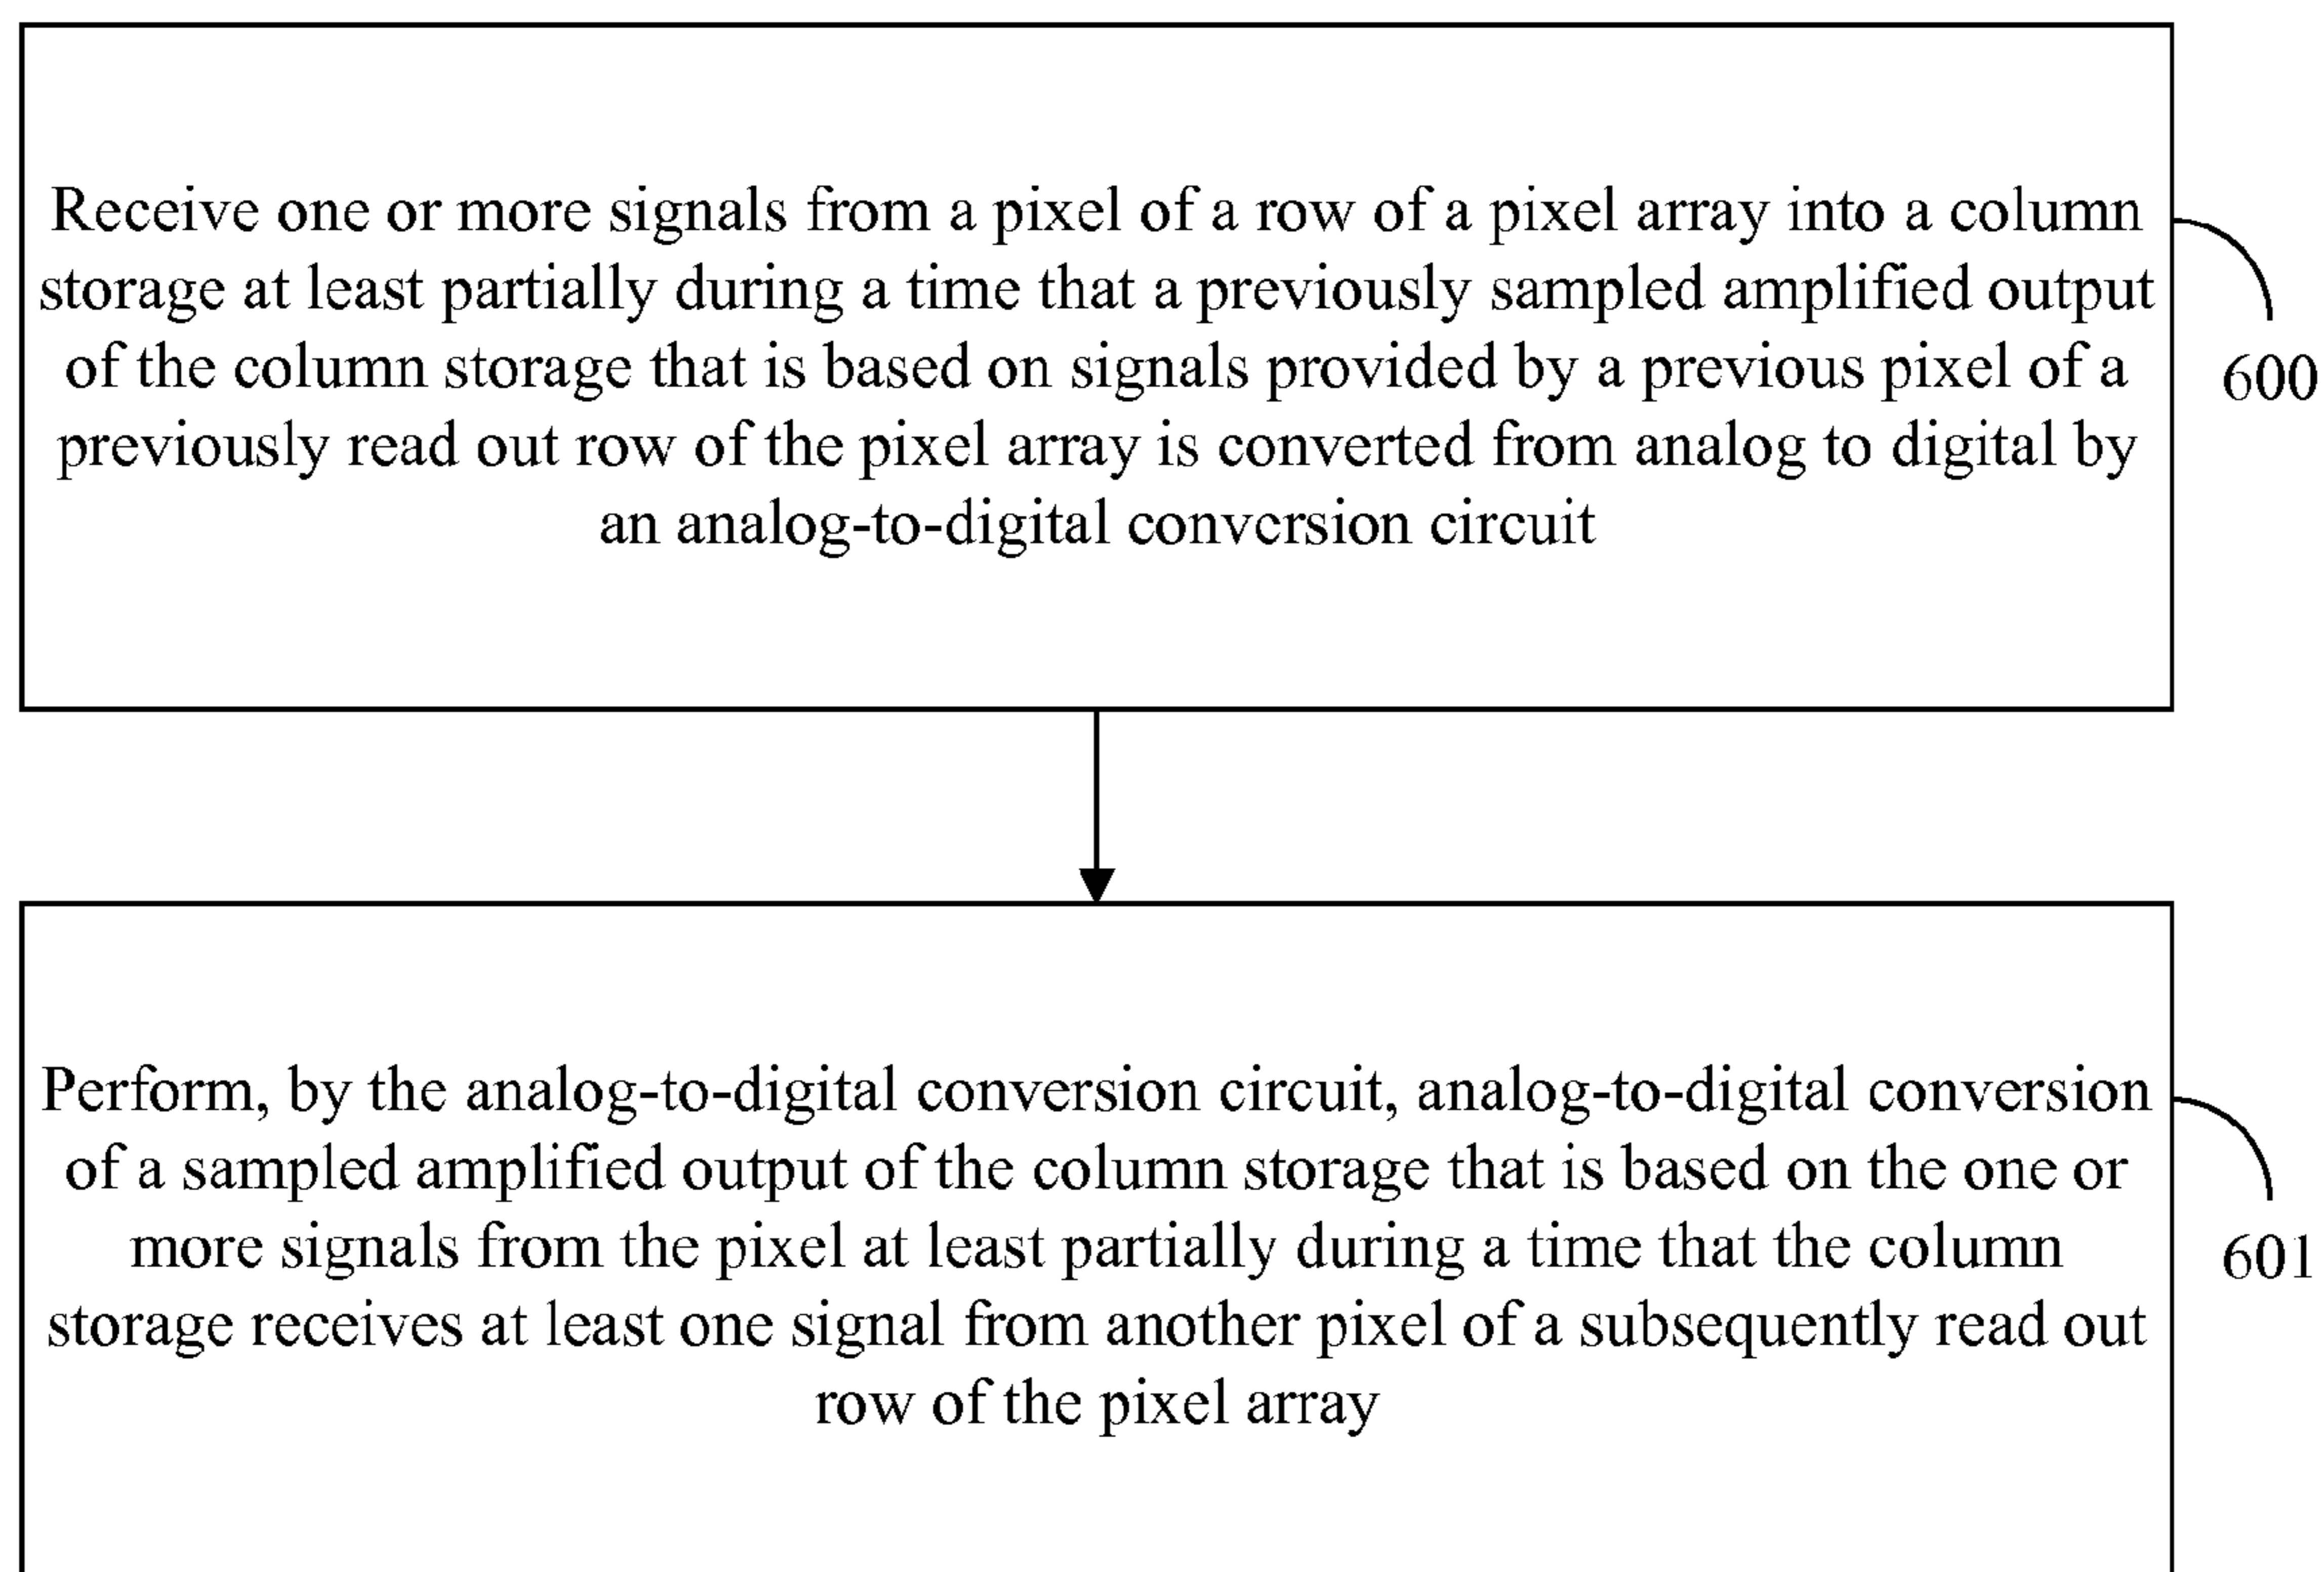 Receive one or more signals from a pixel of a row of a pixel array into a column
storage at least partially during a time that a previously sampled amplified output
of the column storage that is based on signals provided by a previous pixel of a
previously read out row of the pixel array is converted from analog to digital by
an analog-to-digital conversion circuit
600
Perform, by the analog-to-digital conversion circuit, analog-to-digital conversion
of a sampled amplified output of the column storage that is based on the one or
more signals from the pixel at least partially during a time that the column
storage receives at least one signal from another pixel of a subsequently read out
row of the pixel array
601